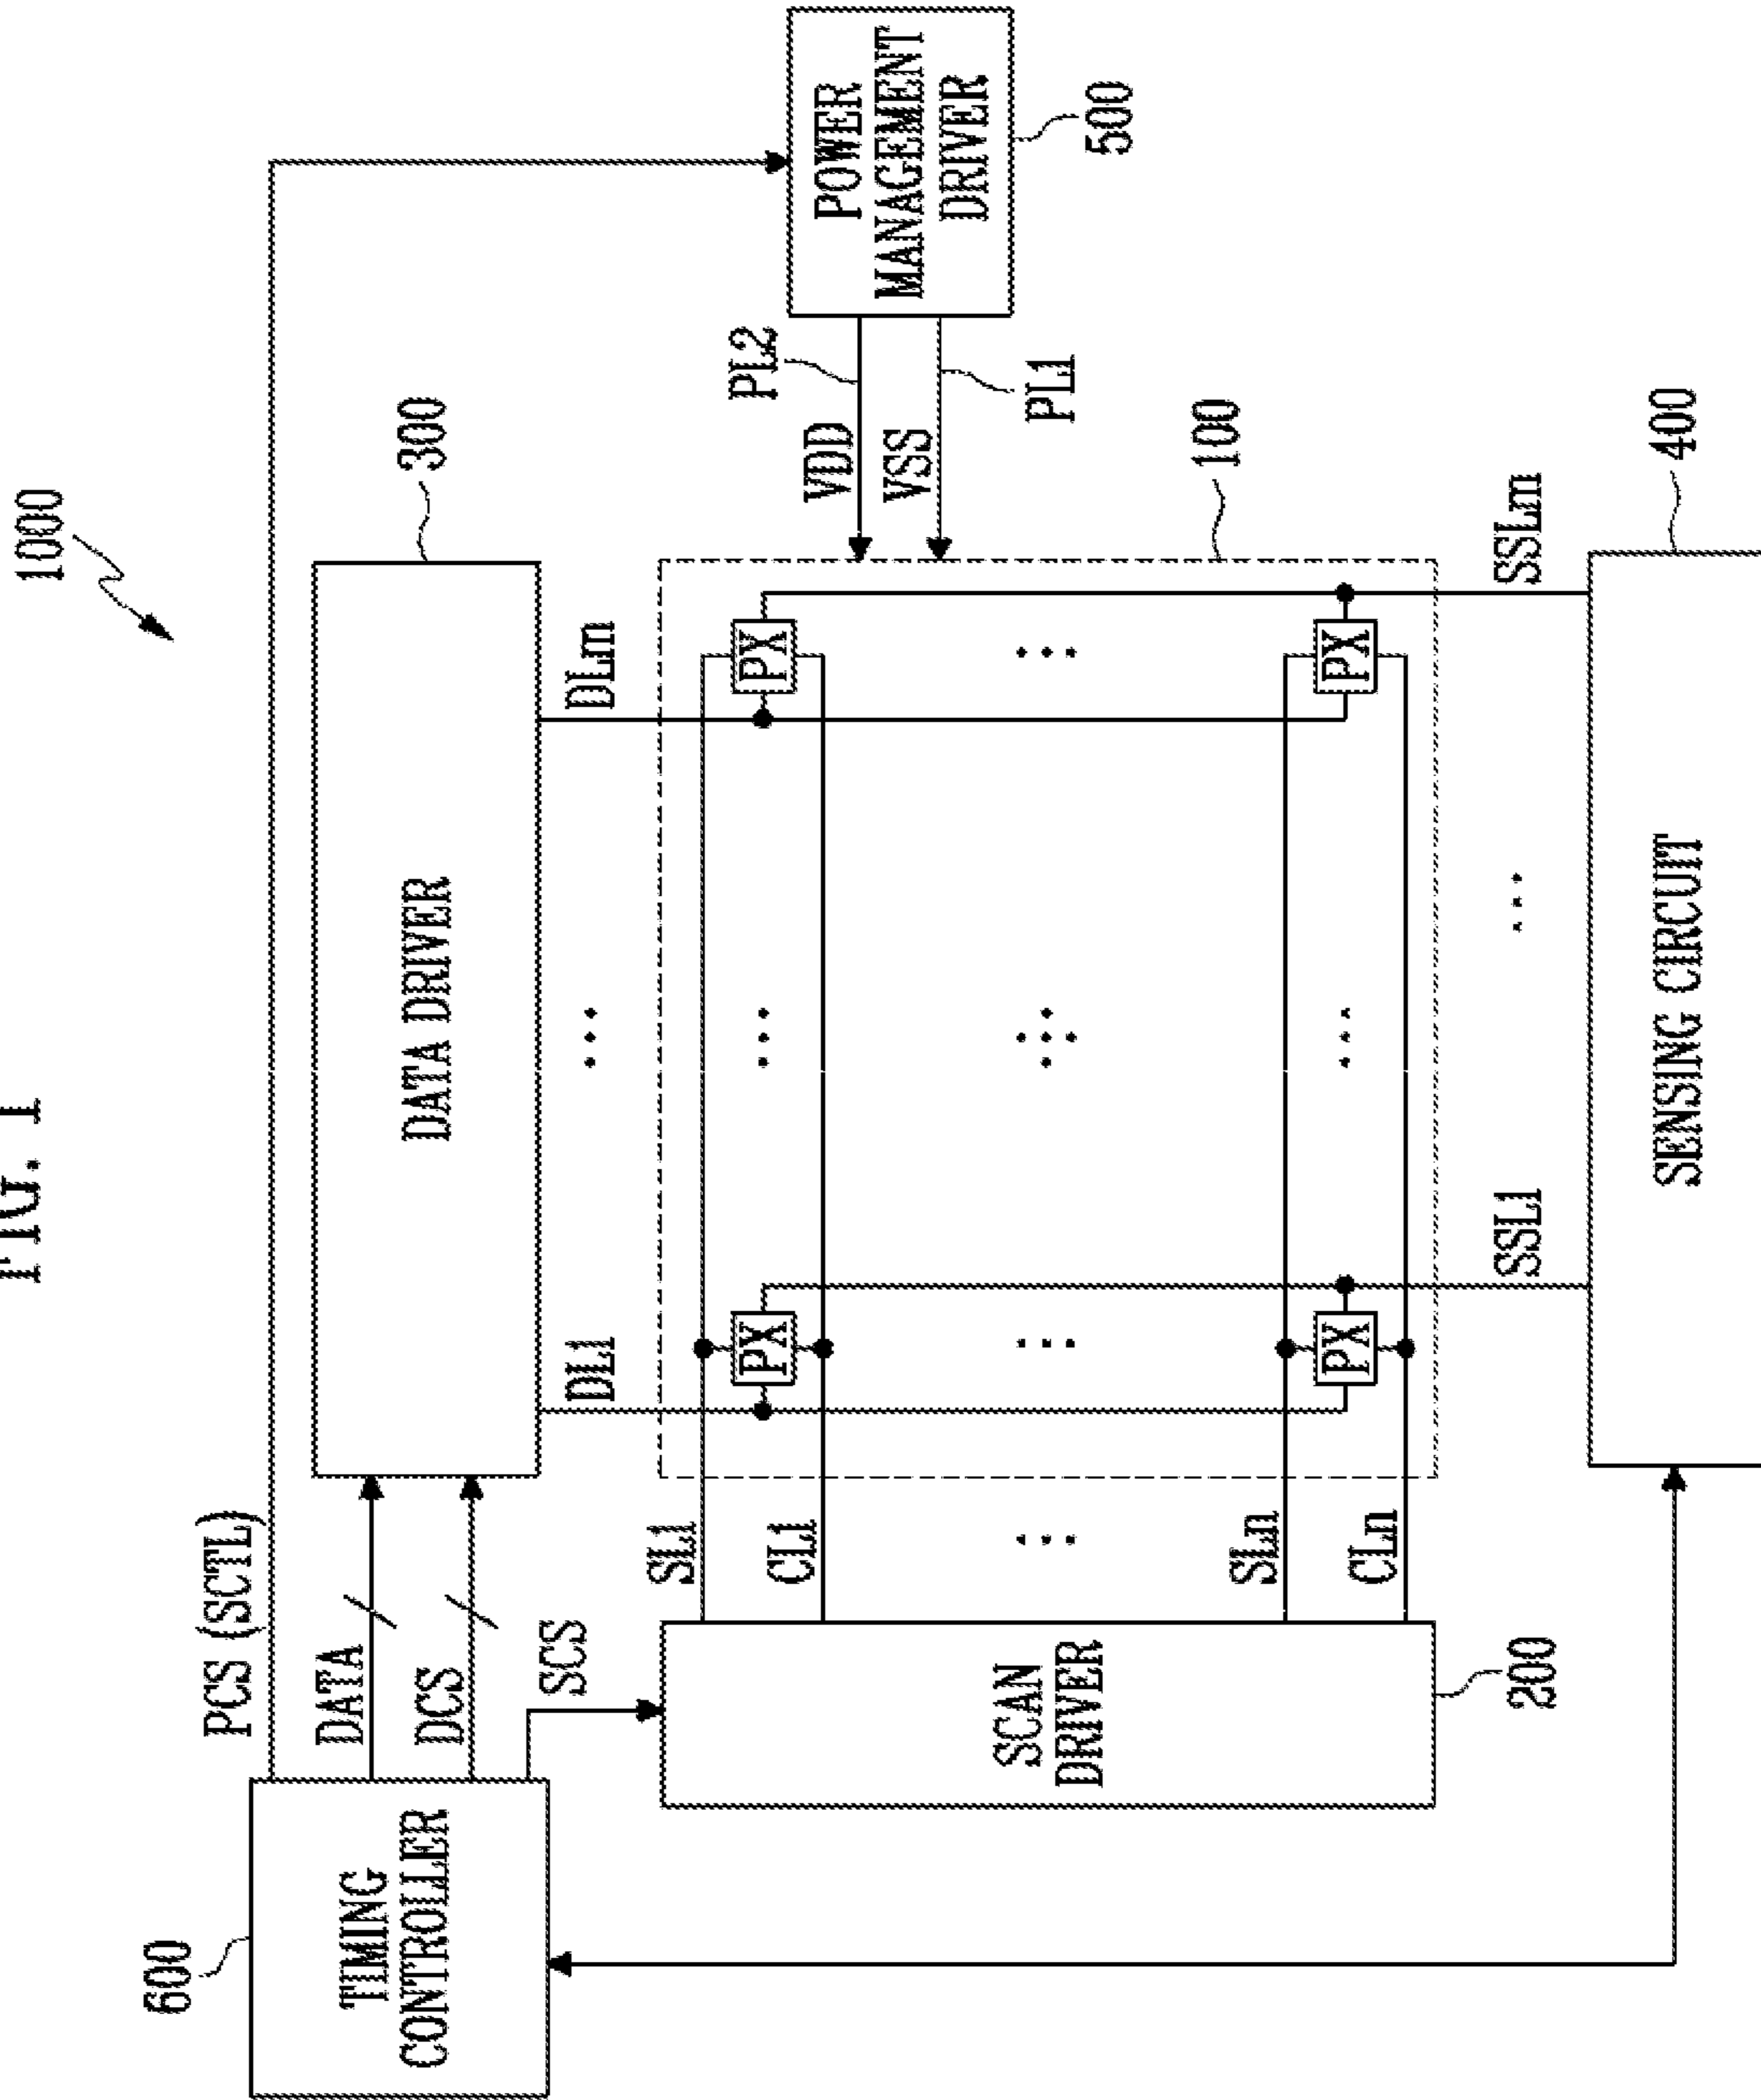 FIG. 1
1000
600
TIMING
CONTROLLER
PCS (SCTL)
DATA
DCS
SCS
DATA DRIVER
300
POWER
MANAGEMENT
DRIVER
500
PL2
VDD
VSS
PL1
DL1
...
DLm
SCAN
DRIVER
200
SL1
CL1
SLn
CLn
PX
...
PX
PX
...
PX
100
SSL1
...
SSLm
SENSING CIRCUIT
400